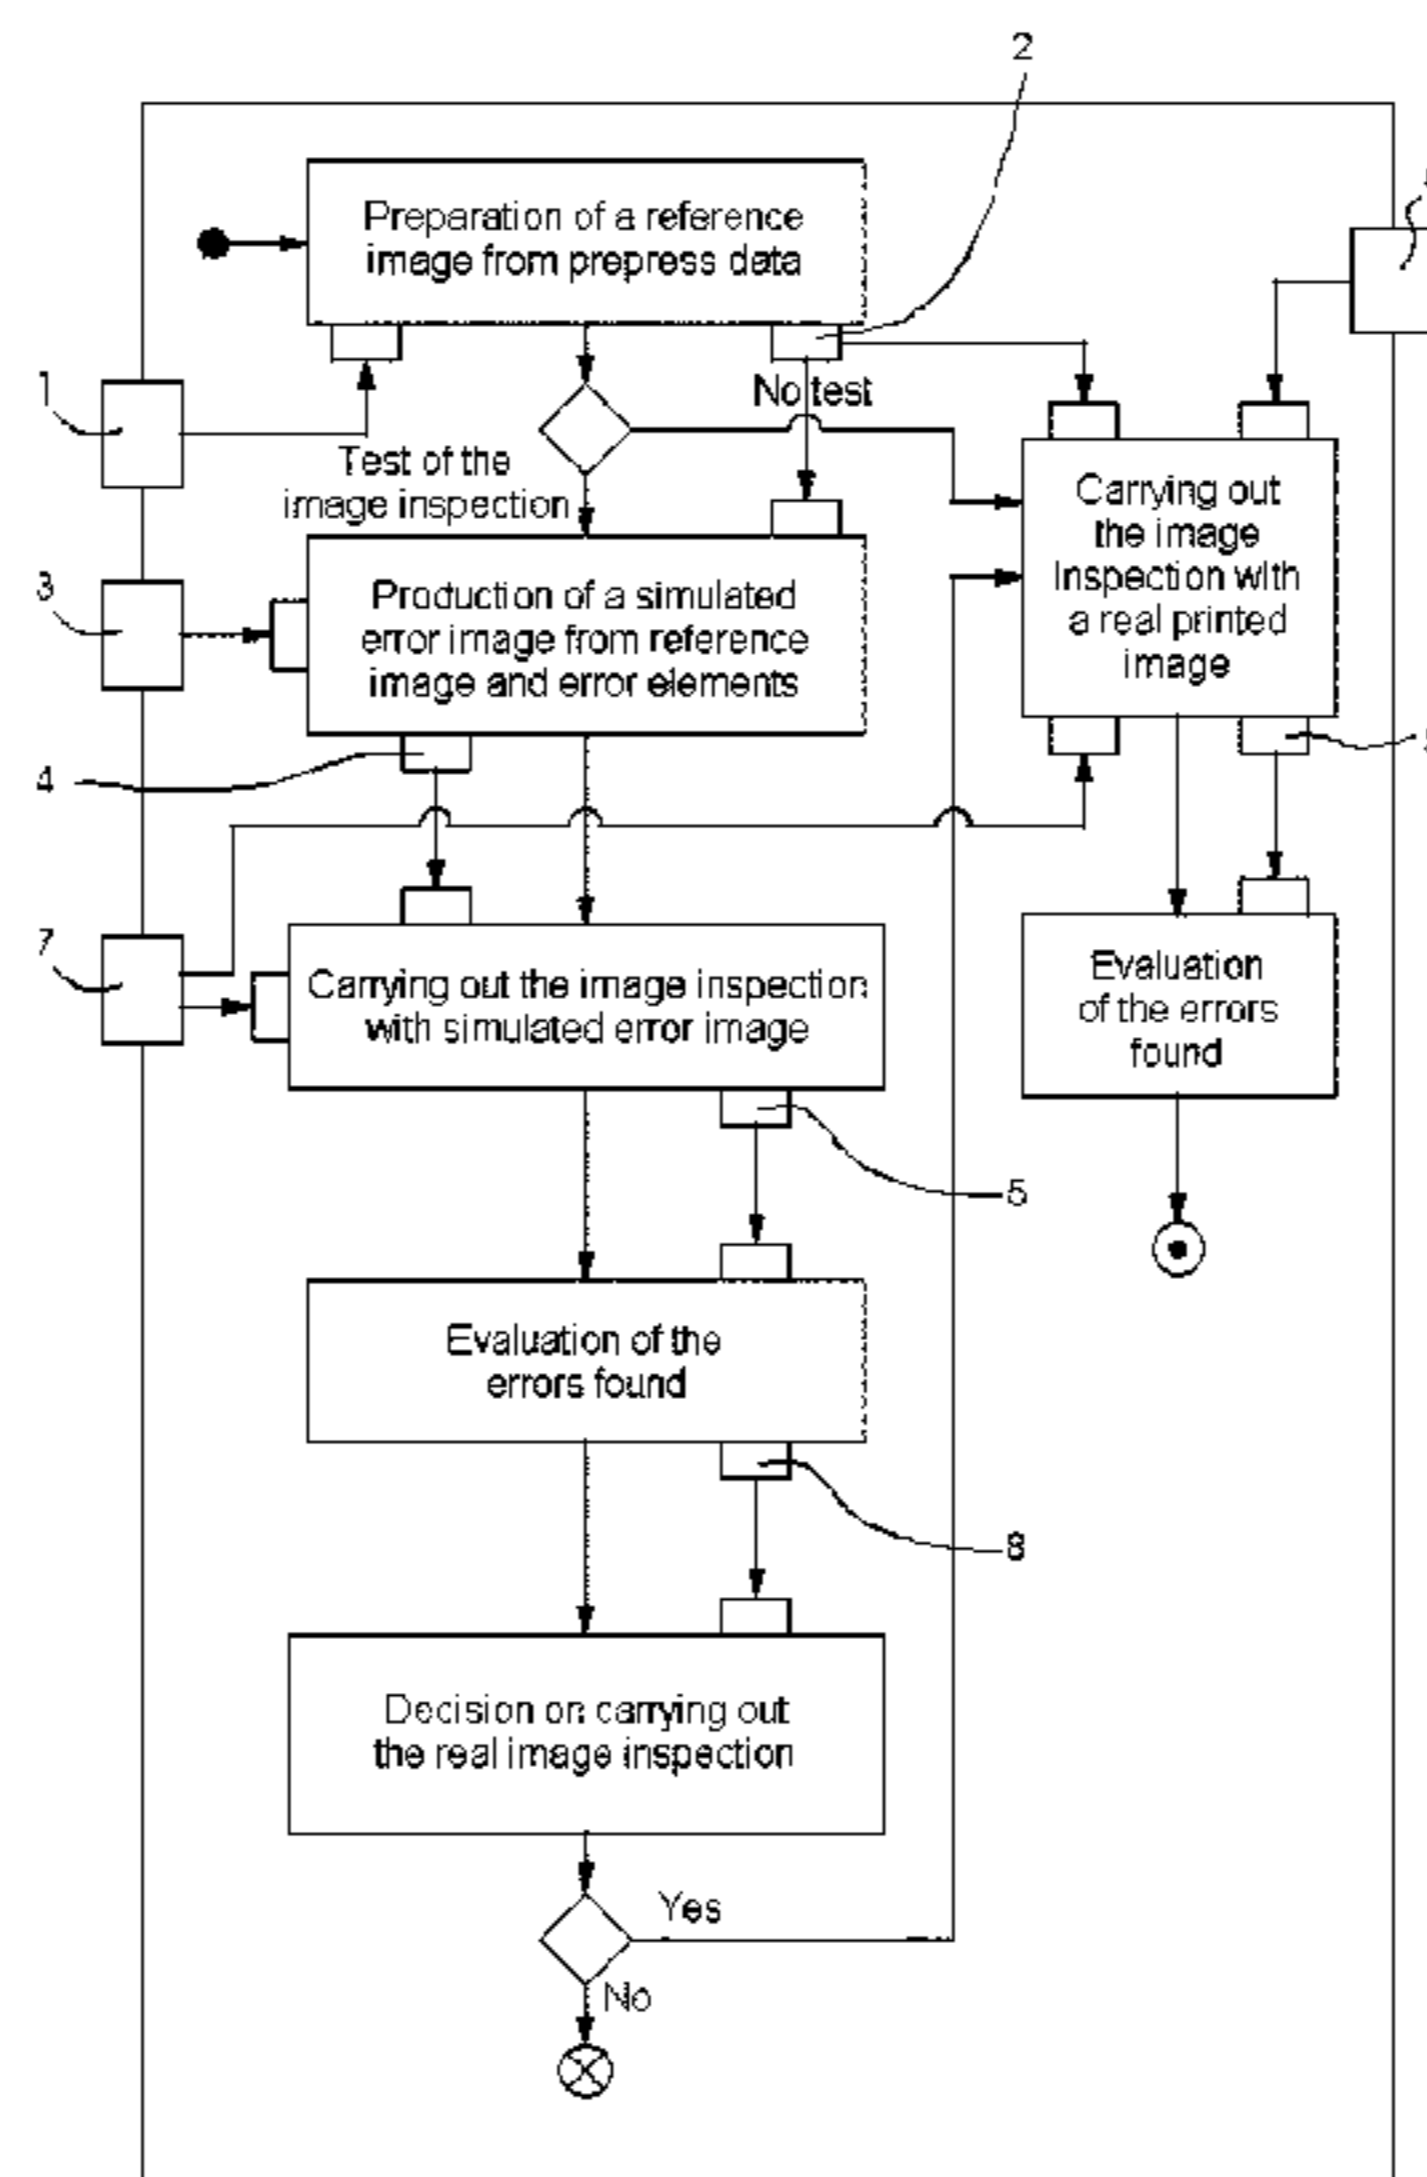 2
Preparation of a reference
image from prepress data
1
No test
Test of the
image inspection
Carrying out
the image
Inspection with
a real printed
image
3
Production of a simulated
error image from reference
image and error elements
4
7
Carrying out the image inspection
with simulated error image
Evaluation
of the errors
found
5
Evaluation of the
errors found
8
Decision on carrying out
the real image inspection
Yes
No